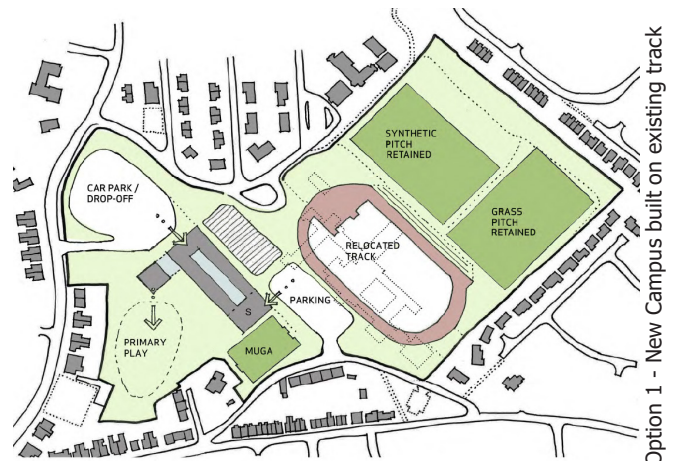 SYNTHETIC
PITCH
RETAINED
CAR PARK /
DROP-OFF
GRASS
PITCH
RETAINED
RELOCATED
TRACK
PARKING
S
PRIMARY
PLAY
MUGA
Option 1 - New Campus built on existing track